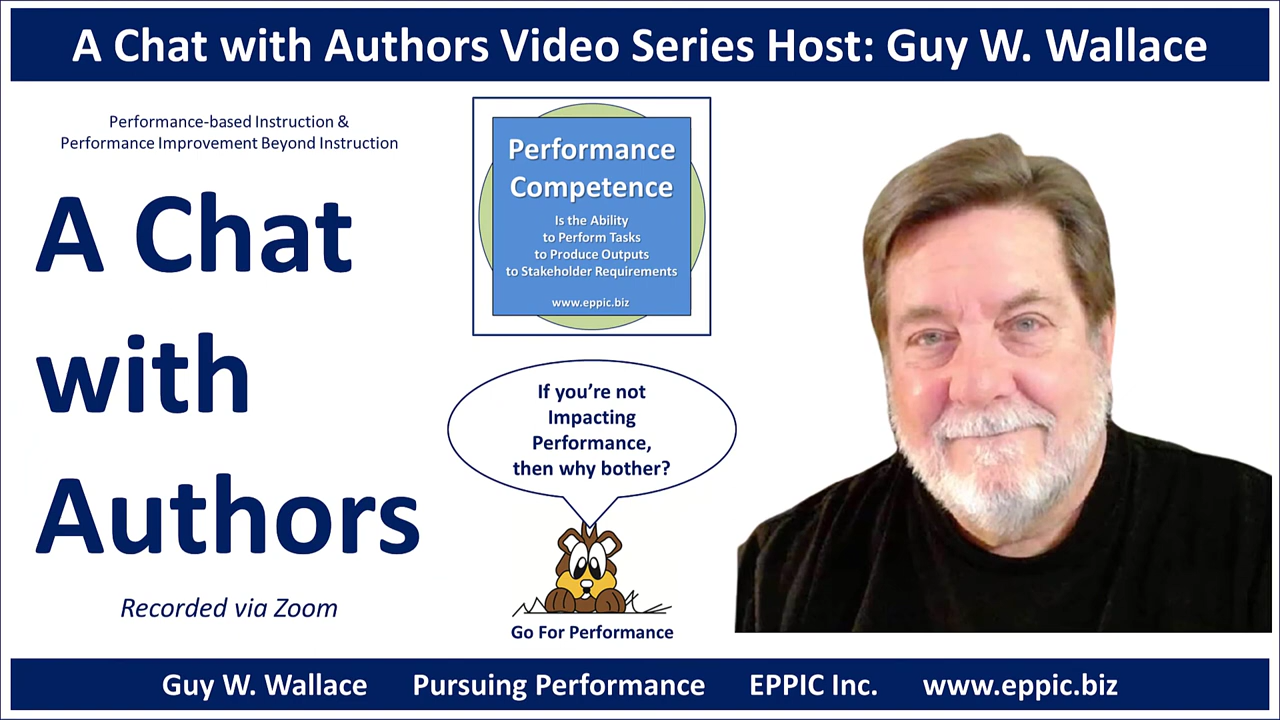 A Chat with Authors Video Series Host: Guy W. Wallace
Performance-based Instruction &
Performance Improvement Beyond Instruction
A Chat
with
Authors
Recorded via Zoom
Performance
Competence
Is the Ability
to Perform Tasks
to Produce Outputs
to Stakeholder Requirements
www.eppic.biz
If you’re not
Impacting
Performance,
then why bother?
Go For Performance
Guy W. Wallace Pursuing Performance EPPIC Inc. www.eppic.biz